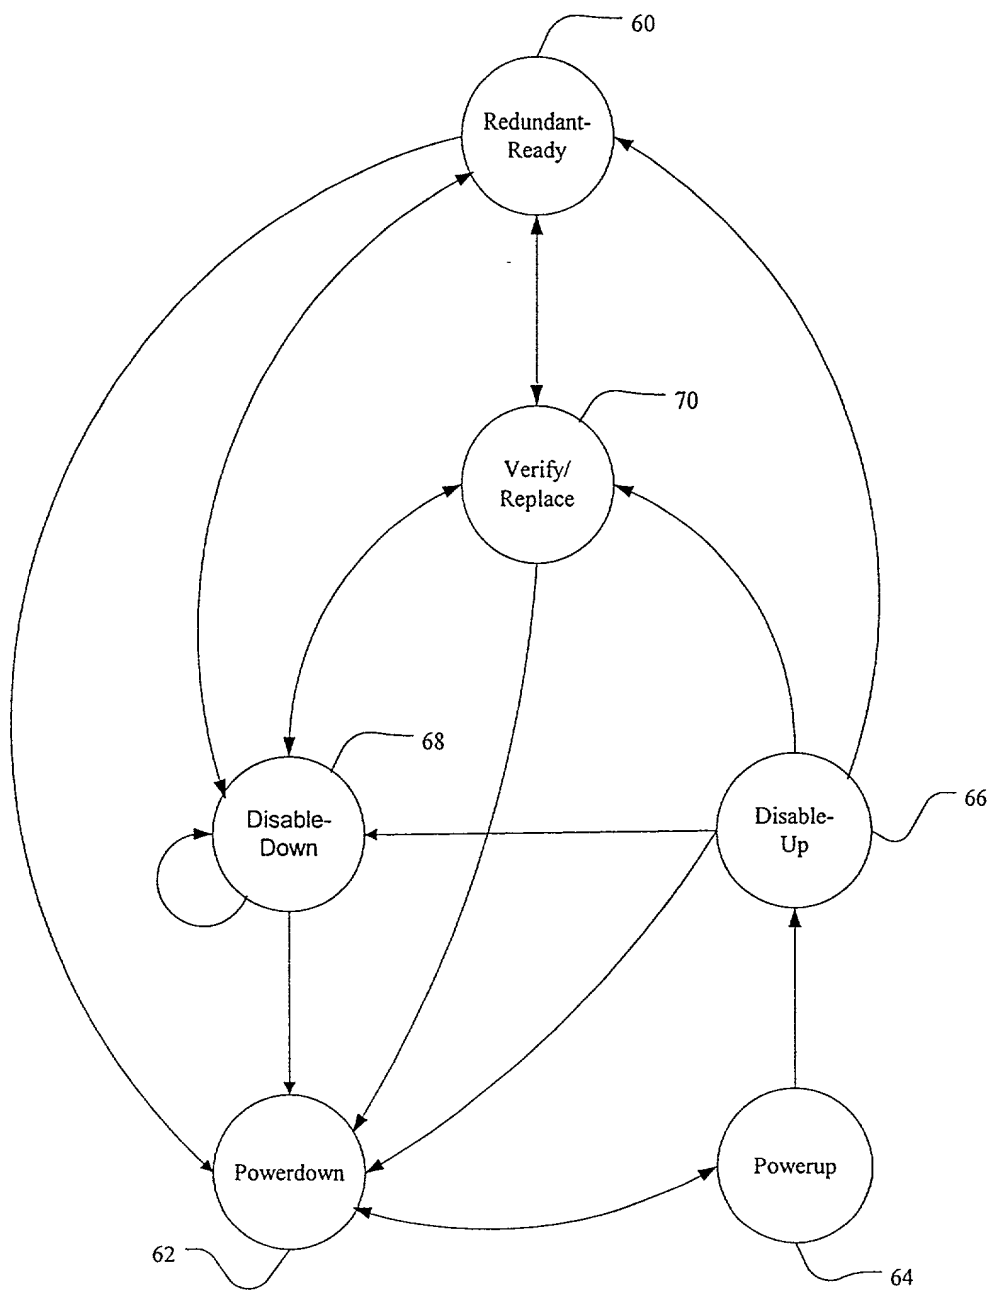 60
Redundant-
Ready
70
Verify/
Replace
68
Disable-
Down
66
Disable-
Up
Powerdown
Powerup
62
64